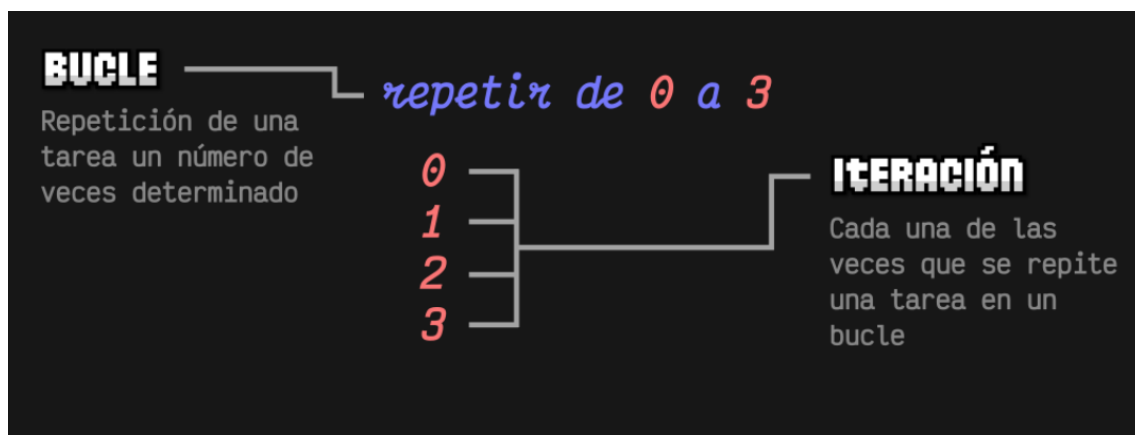 BUCLE
Repetición de una
tarea un número de
veces determinado
repetir de 0 a 3
0
1
2
3
ItERACIÓN
Cada una de las
veces que se repite
una tarea en un
bucle